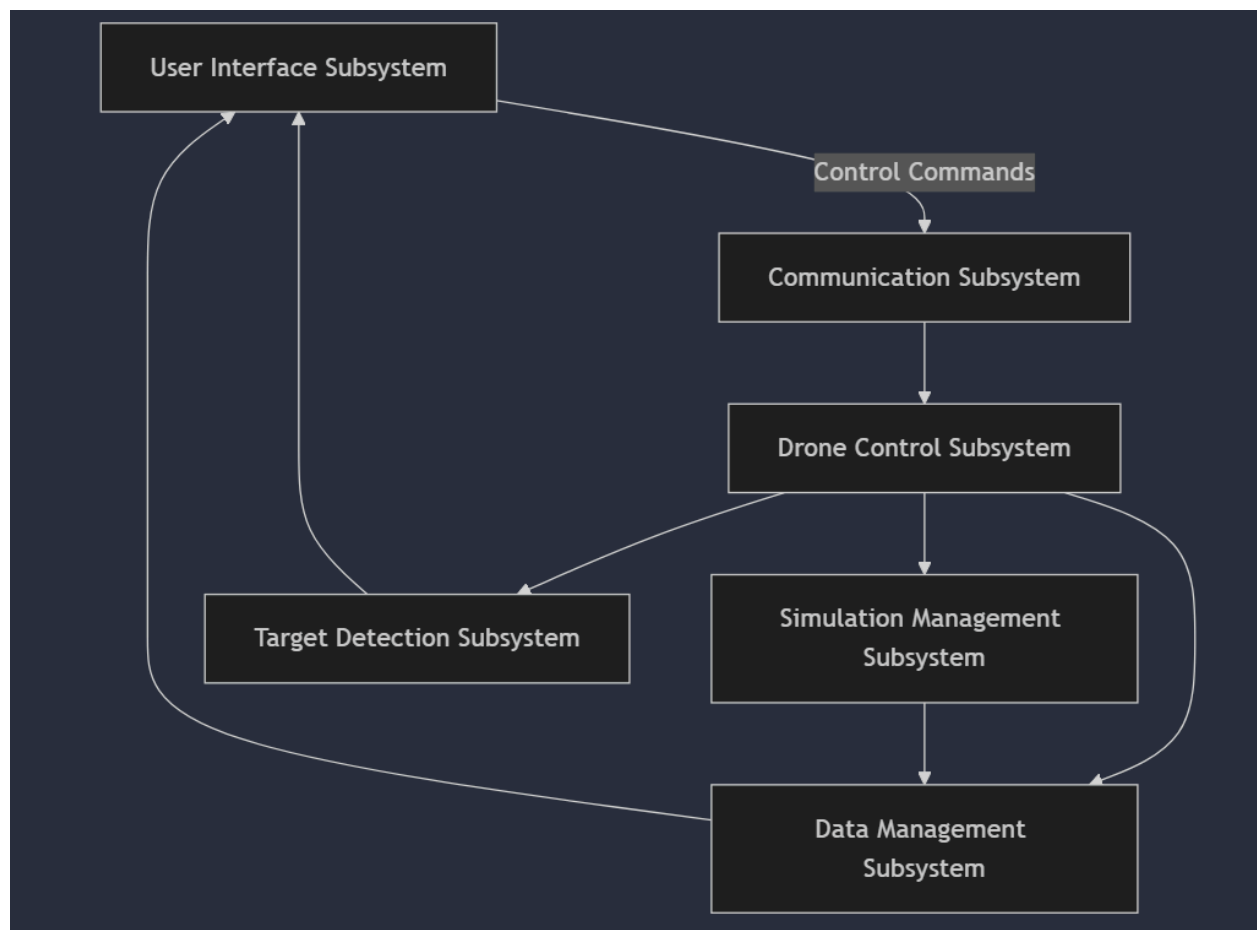 User Interface Subsystem
Control Commands
Communication Subsystem
Drone Control Subsystem
Simulation Management
Subsystem
Target Detection Subsystem
Data Management
Subsystem